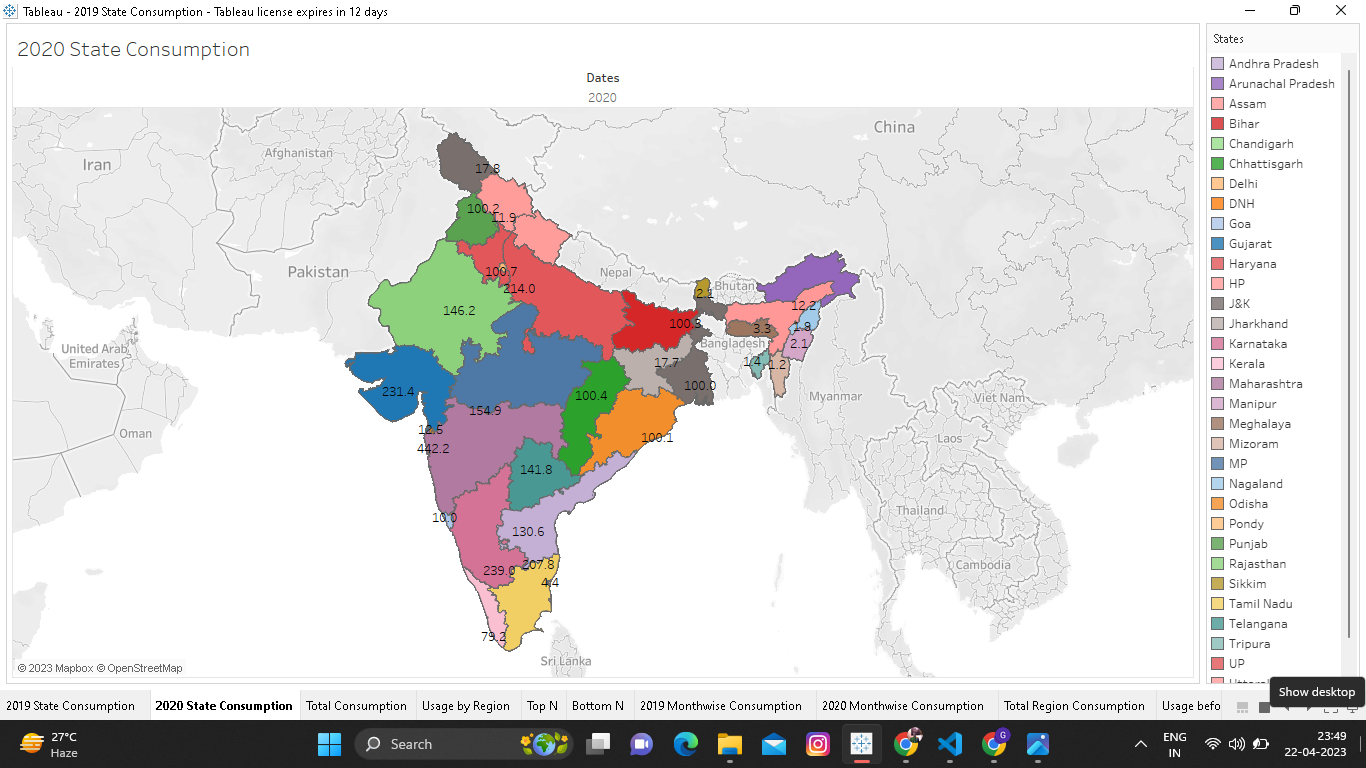 Tableau - 2019 State Consumption - Tableau license expires in 12 days
2020 State Consumption
Dates
2020
China
Iran
Afghanistan
Pakistan
Nepal
Bhutan
Bangladesh
United Arab
Emirates
Oman
Myanmar
Viet Nam
Laos
Thailand
Cambodia
Sri Lanka
17.8
100.2
11.9
100.7
214.0
146.2
2.1
12.2
100.3
3.3
1.8
2.1
17.7
1.4
1.2
231.4
100.0
100.4
154.9
12.5
442.2
100.1
141.8
10.0
130.6
207.8
239.0
4.4
79.2
© 2023 Mapbox © OpenStreetMap
States
Andhra Pradesh
Arunachal Pradesh
Assam
Bihar
Chandigarh
Chhattisgarh
Delhi
DNH
Goa
Gujarat
Haryana
HP
J&K
Jharkhand
Karnataka
Kerala
Maharashtra
Manipur
Meghalaya
Mizoram
MP
Nagaland
Odisha
Pondy
Punjab
Rajasthan
Sikkim
Tamil Nadu
Telangana
Tripura
UP
Show desktop
2019 State Consumption
2020 State Consumption
Total Consumption
Usage by Region
Top N
Bottom N
2019 Monthwise Consumption
2020 Monthwise Consumption
Total Region Consumption
Usage befo
27°C
Haze
Search
G
ENG
IN
23:49
22-04-2023